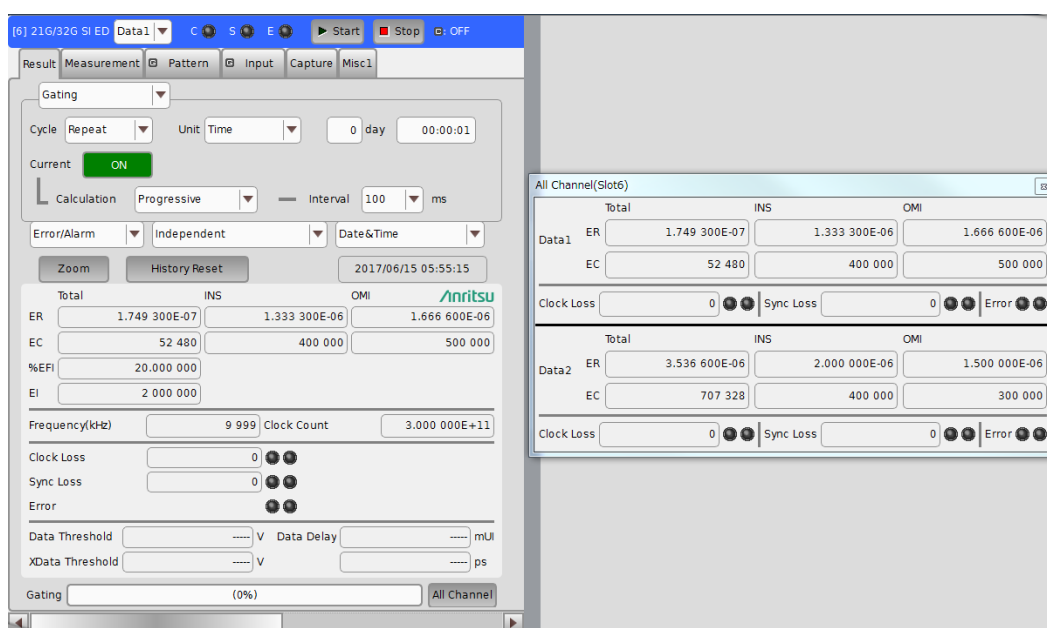 [6] 21G/32G SI ED Data1 C S E Start Stop : OFF
Result Measurement Pattern Input Capture Misc1
Gating
Cycle Repeat Unit Time 0 day 00:00:01
Current ON
Calculation Progressive Interval 100 ms
Error/Alarm Independent Date&Time
Zoom History Reset 2017/06/15 05:55:15
Total INS OMI Anritsu
ER 1.749 300E-07 1.333 300E-06 1.666 600E-06
EC 52 480 400 000 500 000
%EFI 20.000 000
EI 2 000 000
Frequency(kHz) 9 999 Clock Count 3.000 000E+11
Clock Loss 0
Sync Loss 0
Error
Data Threshold ----- V Data Delay ----- mUI
XData Threshold ----- V ----- ps
Gating (0%) All Channel
All Channel(Slot6)
Total INS OMI
Data1 ER 1.749 300E-07 1.333 300E-06 1.666 600E-06
EC 52 480 400 000 500 000
Clock Loss 0 Sync Loss 0 Error
Total INS OMI
Data2 ER 3.536 600E-06 2.000 000E-06 1.500 000E-06
EC 707 328 400 000 300 000
Clock Loss 0 Sync Loss 0 Error